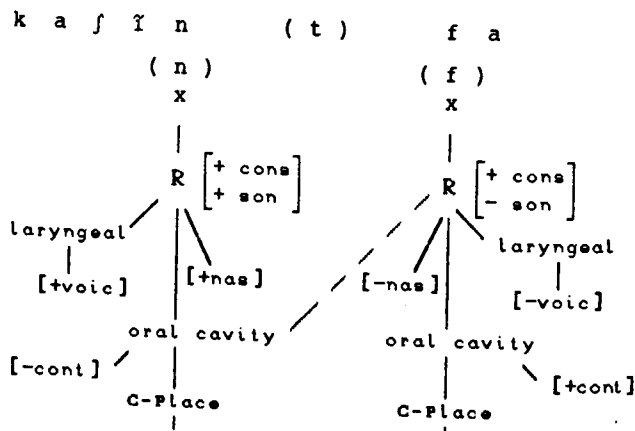 k a ʃ ɪ̃ n ( t ) f a
( n ) ( f )
x x
R [ + cons + son ] R [ + cons − son ]
laryngeal laryngeal
[+voic] [+nas] [−nas] [−voic]
oral cavity oral cavity
[−cont] [+cont]
C-Place C-Place